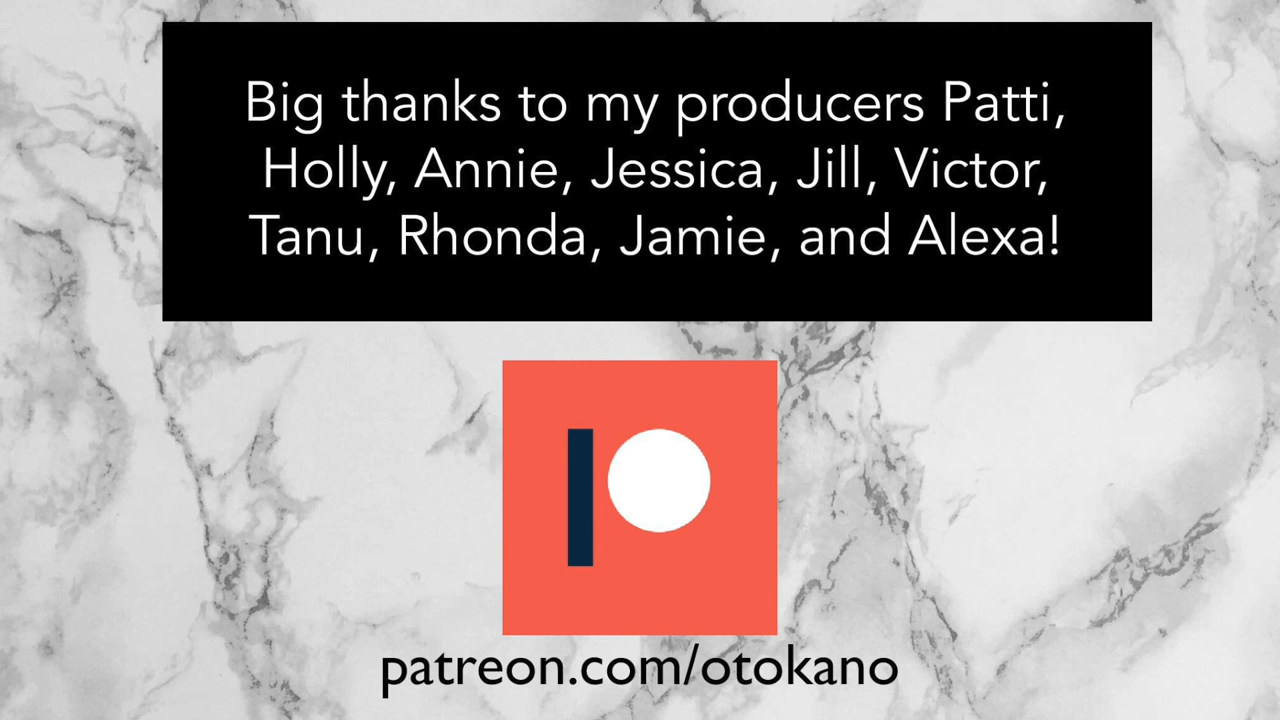 Big thanks to my producers Patti,
Holly, Annie, Jessica, Jill, Victor,
Tanu, Rhonda, Jamie, and Alexa!
patreon.com/otokano